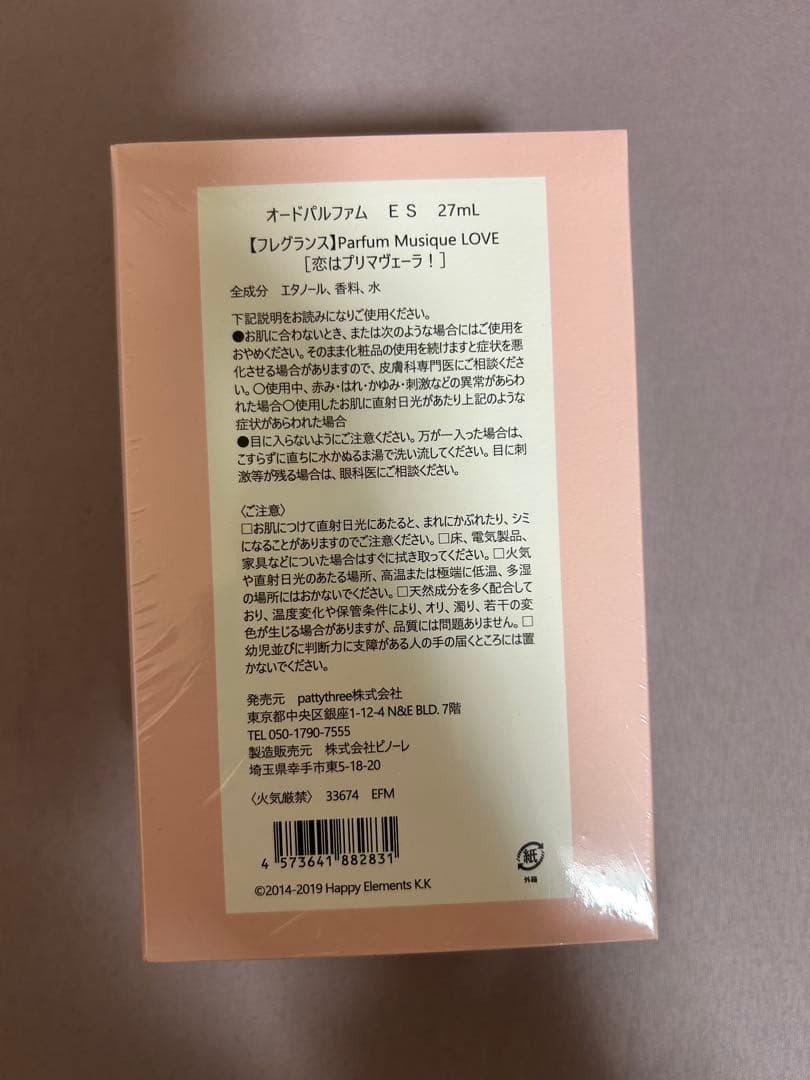 オードパルファム　ＥＳ　27mL
【フレグランス】Parfum Musique LOVE
［恋はプリマヴェーラ！］
全成分　エタノール、香料、水
下記説明をお読みになりご使用ください。
●お肌に合わないとき、または次のような場合にはご使用を
おやめください。そのまま化粧品の使用を続けますと症状を悪
化させる場合がありますので、皮膚科専門医にご相談くださ
い。○使用中、赤み・はれ・かゆみ・刺激などの異常があらわ
れた場合○使用したお肌に直射日光があたり上記のような
症状があらわれた場合
●目に入らないようにご注意ください。万が一入った場合は、
こすらずに直ちに水かぬるま湯で洗い流してください。目に刺
激等が残る場合は、眼科医にご相談ください。
〈ご注意〉
□お肌につけて直射日光にあたると、まれにかぶれたり、シミ
になることがありますのでご注意ください。□床、電気製品、
家具などについた場合はすぐに拭き取ってください。□火気
や直射日光のあたる場所、高温または極端に低温、多湿
の場所にはおかないでください。□天然成分を多く配合して
おり、温度変化や保管条件により、オリ、濁り、若干の変
色が生じる場合がありますが、品質には問題ありません。□
幼児並びに判断力に支障がある人の手の届くところには置
かないでください。
発売元　pattythree株式会社
東京都中央区銀座1-12-4 N&E BLD. 7階
TEL 050-1790-7555
製造販売元　株式会社ピノーレ
埼玉県幸手市東5-18-20
〈火気厳禁〉　33674　EFM
4 573641 882831
紙
外箱
©2014-2019 Happy Elements K.K